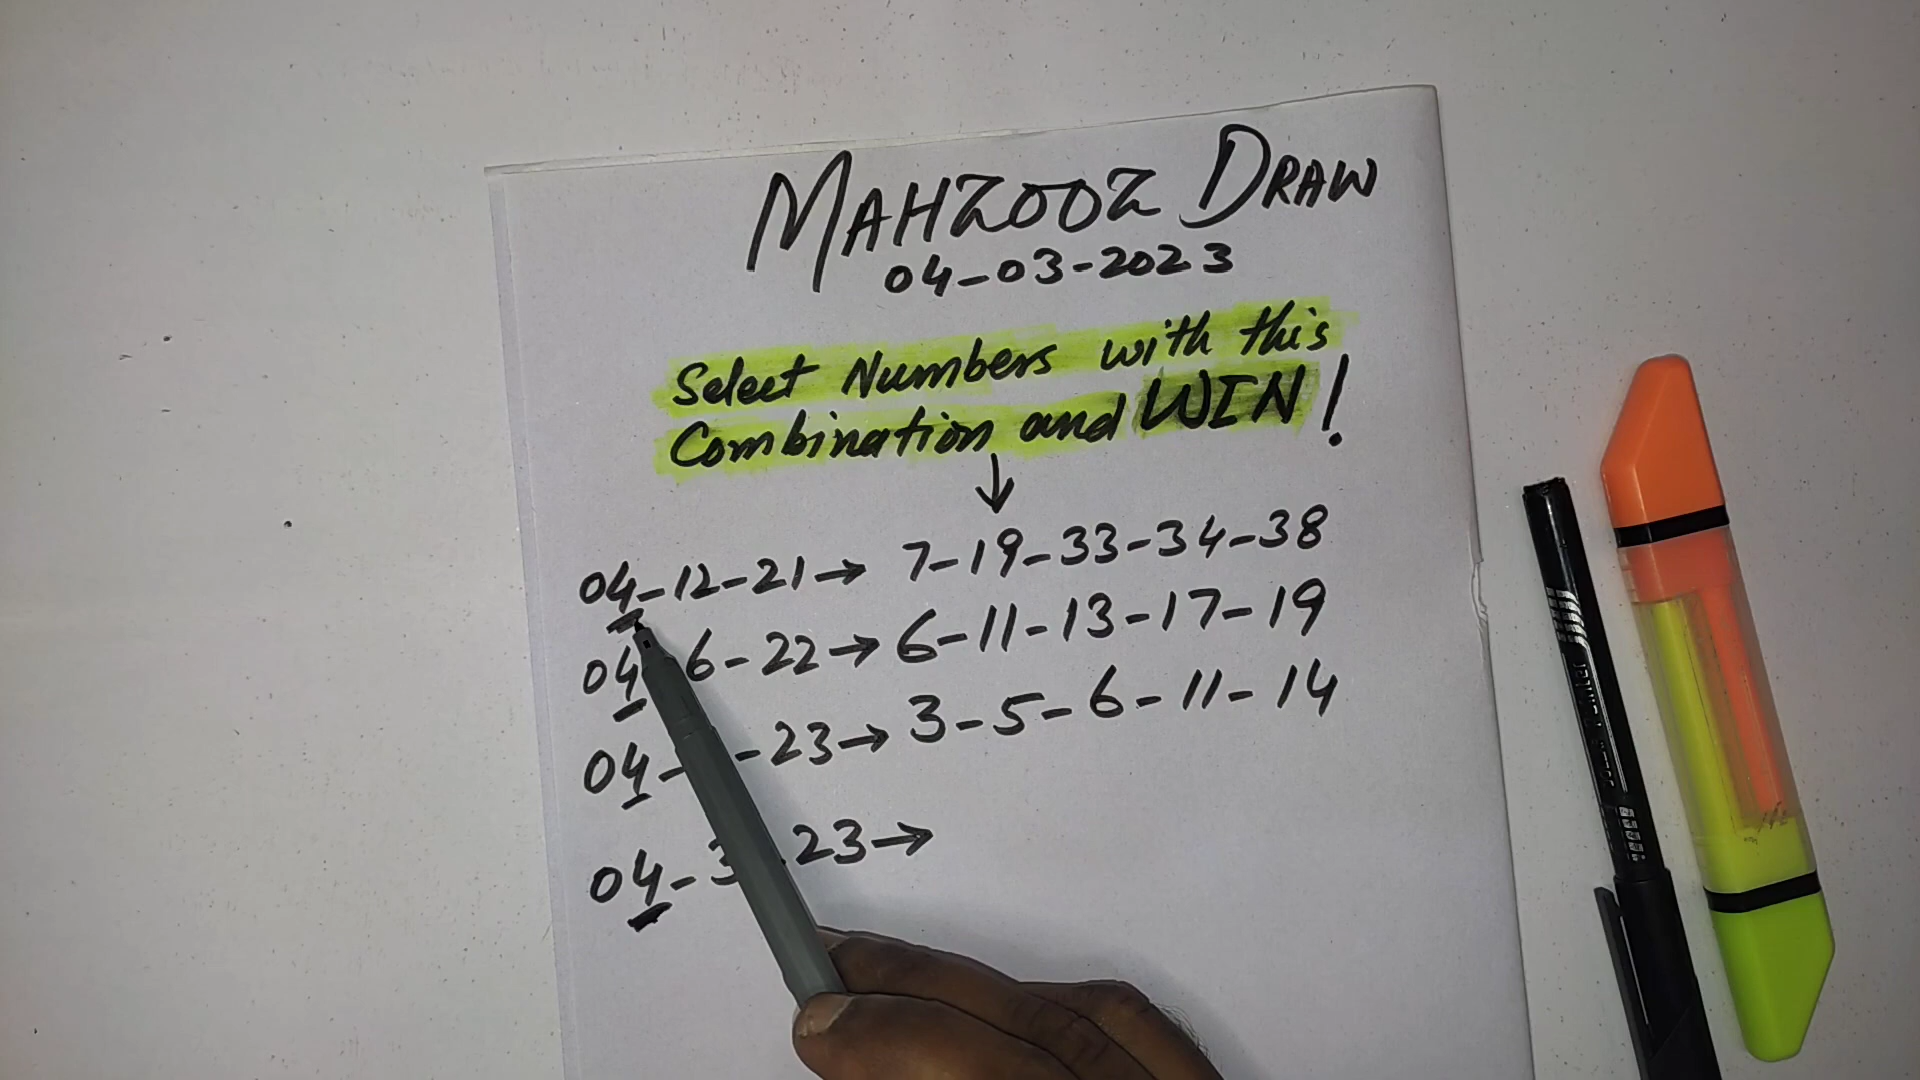 MAHZOOZ DRAW
04-03-2023
Select Numbers with this
Combination and WIN!
↓
04-12-21→ 7-19-33-34-38
04 6-22→ 6-11-13-17-19
04- -23→ 3-5-6-11-14
04-3 23→